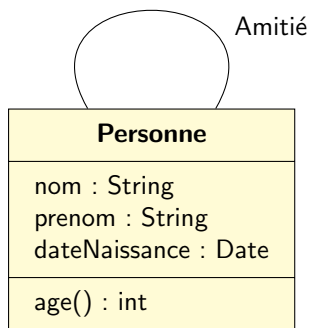 Amitié
Personne
nom : String
prenom : String
dateNaissance : Date
age() : int